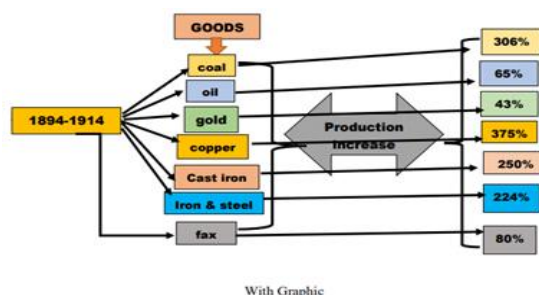 GOODS
coal
306%
oil
65%
1894-1914
gold
43%
Production
increase
copper
375%
Cast iron
250%
Iron & steel
224%
fax
80%
With Graphic